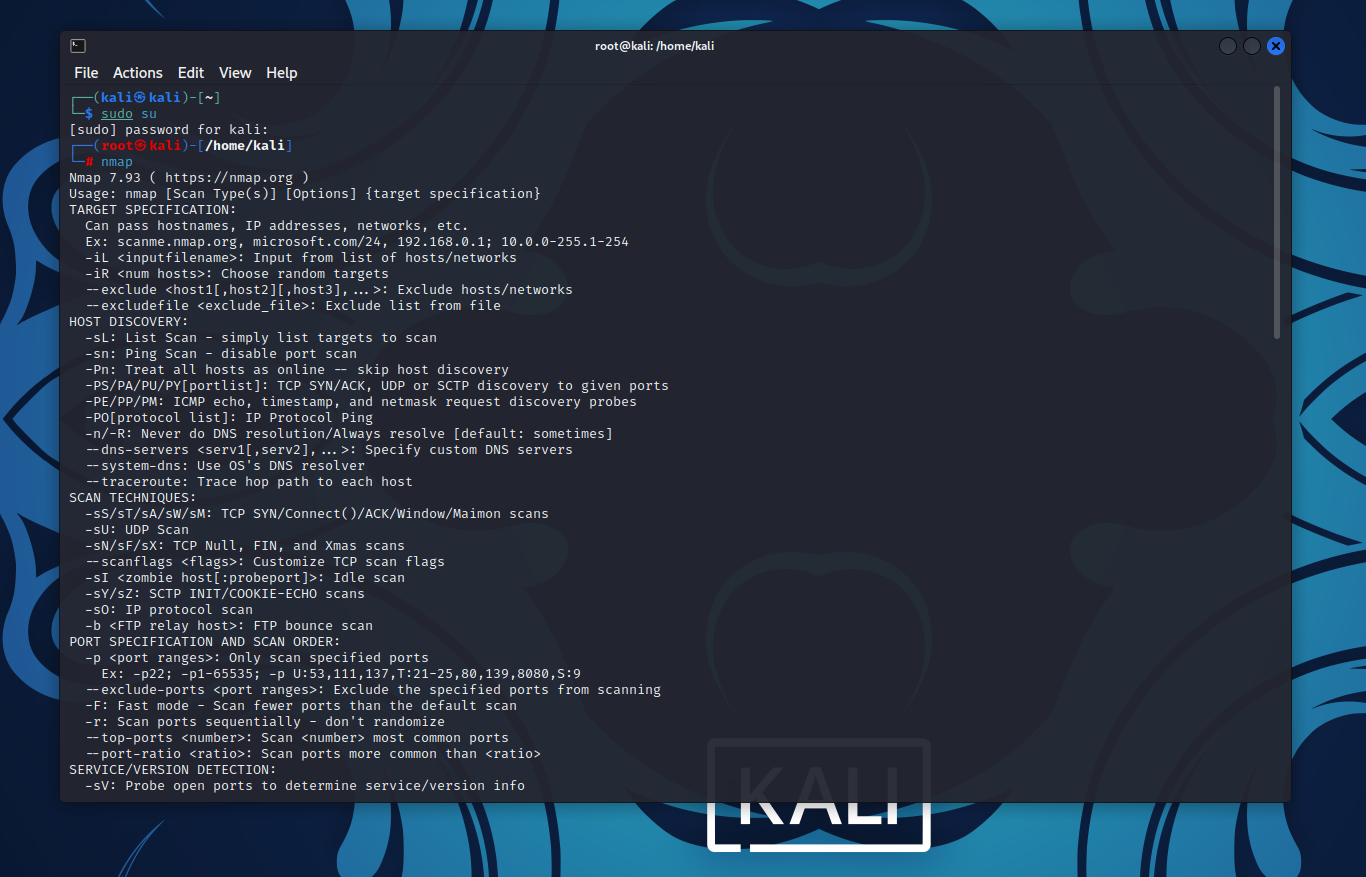 root@kali: /home/kali
File Actions Edit View Help
┌──(kali㉿kali)-[~]
└─$ sudo su
[sudo] password for kali:
┌──(root㉿kali)-[/home/kali]
└─# nmap
Nmap 7.93 ( https://nmap.org )
Usage: nmap [Scan Type(s)] [Options] {target specification}
TARGET SPECIFICATION:
  Can pass hostnames, IP addresses, networks, etc.
  Ex: scanme.nmap.org, microsoft.com/24, 192.168.0.1; 10.0.0-255.1-254
  -iL <inputfilename>: Input from list of hosts/networks
  -iR <num hosts>: Choose random targets
  --exclude <host1[,host2][,host3],...>: Exclude hosts/networks
  --excludefile <exclude_file>: Exclude list from file
HOST DISCOVERY:
  -sL: List Scan - simply list targets to scan
  -sn: Ping Scan - disable port scan
  -Pn: Treat all hosts as online -- skip host discovery
  -PS/PA/PU/PY[portlist]: TCP SYN/ACK, UDP or SCTP discovery to given ports
  -PE/PP/PM: ICMP echo, timestamp, and netmask request discovery probes
  -PO[protocol list]: IP Protocol Ping
  -n/-R: Never do DNS resolution/Always resolve [default: sometimes]
  --dns-servers <serv1[,serv2],...>: Specify custom DNS servers
  --system-dns: Use OS's DNS resolver
  --traceroute: Trace hop path to each host
SCAN TECHNIQUES:
  -sS/sT/sA/sW/sM: TCP SYN/Connect()/ACK/Window/Maimon scans
  -sU: UDP Scan
  -sN/sF/sX: TCP Null, FIN, and Xmas scans
  --scanflags <flags>: Customize TCP scan flags
  -sI <zombie host[:probeport]>: Idle scan
  -sY/sZ: SCTP INIT/COOKIE-ECHO scans
  -sO: IP protocol scan
  -b <FTP relay host>: FTP bounce scan
PORT SPECIFICATION AND SCAN ORDER:
  -p <port ranges>: Only scan specified ports
    Ex: -p22; -p1-65535; -p U:53,111,137,T:21-25,80,139,8080,S:9
  --exclude-ports <port ranges>: Exclude the specified ports from scanning
  -F: Fast mode - Scan fewer ports than the default scan
  -r: Scan ports sequentially - don't randomize
  --top-ports <number>: Scan <number> most common ports
  --port-ratio <ratio>: Scan ports more common than <ratio>
SERVICE/VERSION DETECTION:
  -sV: Probe open ports to determine service/version info
KALI